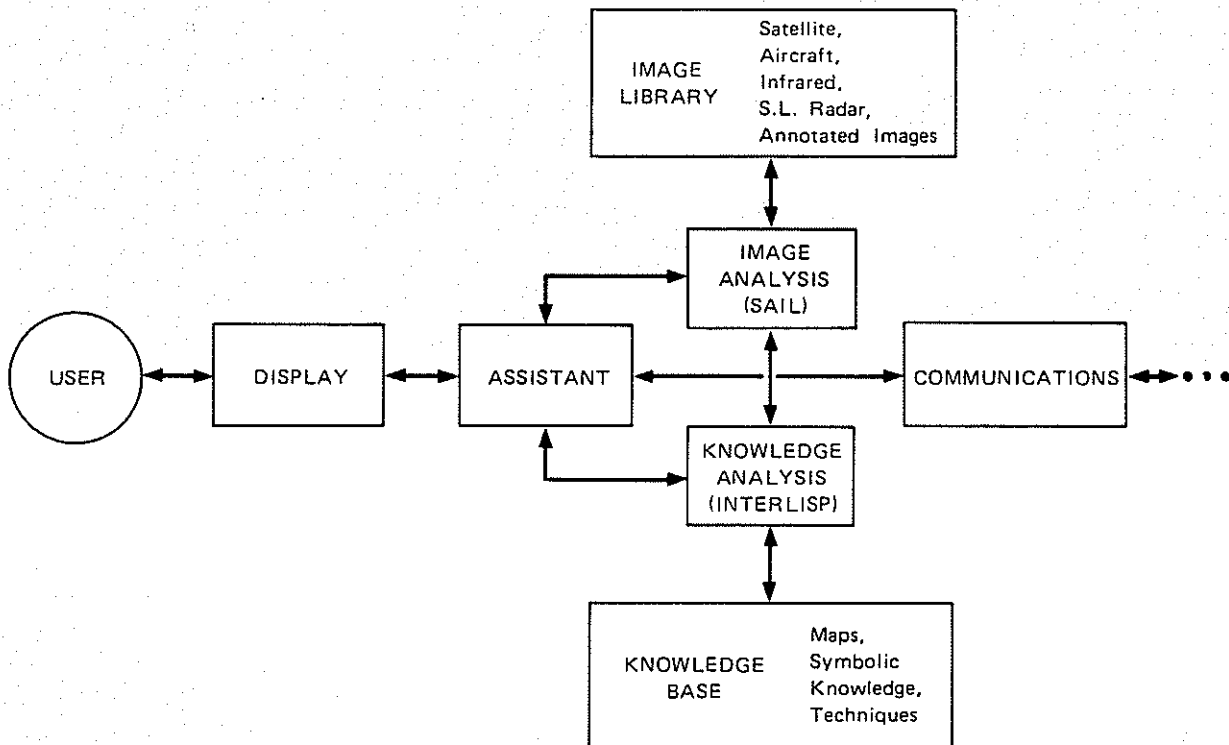 IMAGE
LIBRARY
Satellite,
Aircraft,
Infrared,
S.L. Radar,
Annotated Images
IMAGE
ANALYSIS
(SAIL)
USER
DISPLAY
ASSISTANT
COMMUNICATIONS
KNOWLEDGE
ANALYSIS
(INTERLISP)
KNOWLEDGE
BASE
Maps,
Symbolic
Knowledge,
Techniques